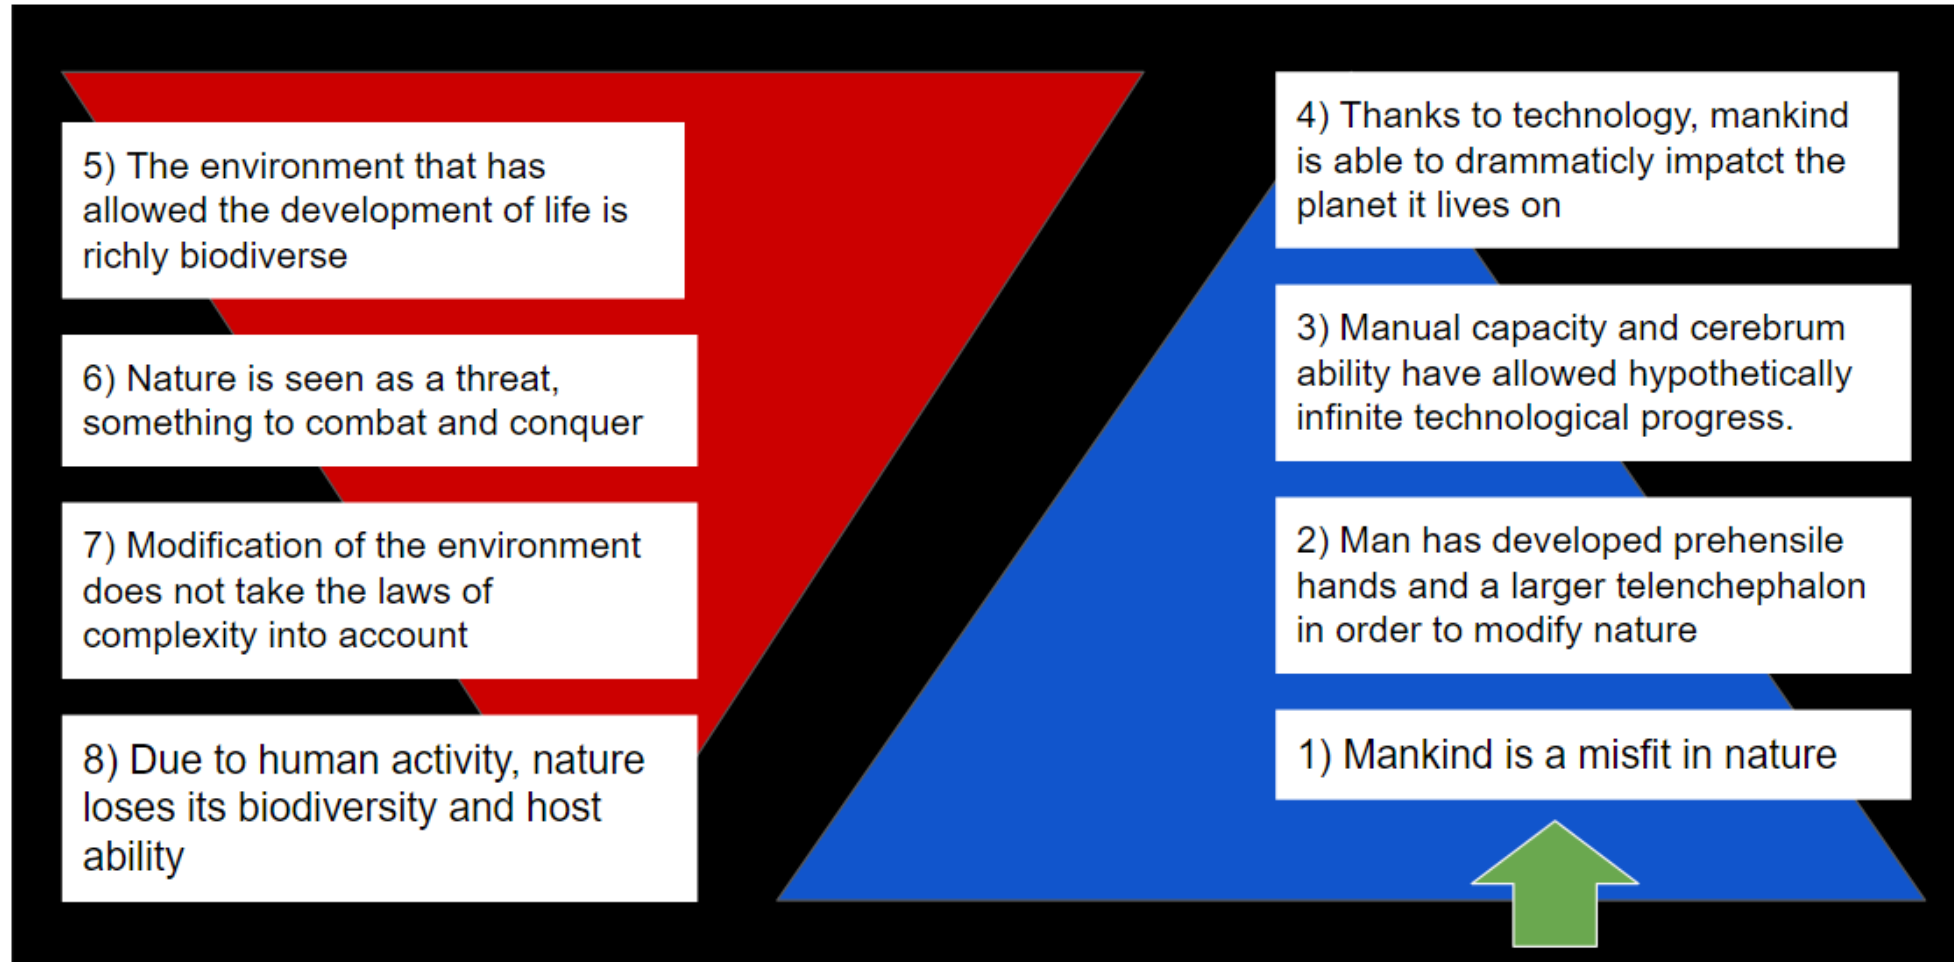 5) The environment that has
allowed the development of life is
richly biodiverse
6) Nature is seen as a threat,
something to combat and conquer
7) Modification of the environment
does not take the laws of
complexity into account
8) Due to human activity, nature
loses its biodiversity and host
ability
4) Thanks to technology, mankind
is able to drammaticly impatct the
planet it lives on
3) Manual capacity and cerebrum
ability have allowed hypothetically
infinite technological progress.
2) Man has developed prehensile
hands and a larger telenchephalon
in order to modify nature
1) Mankind is a misfit in nature